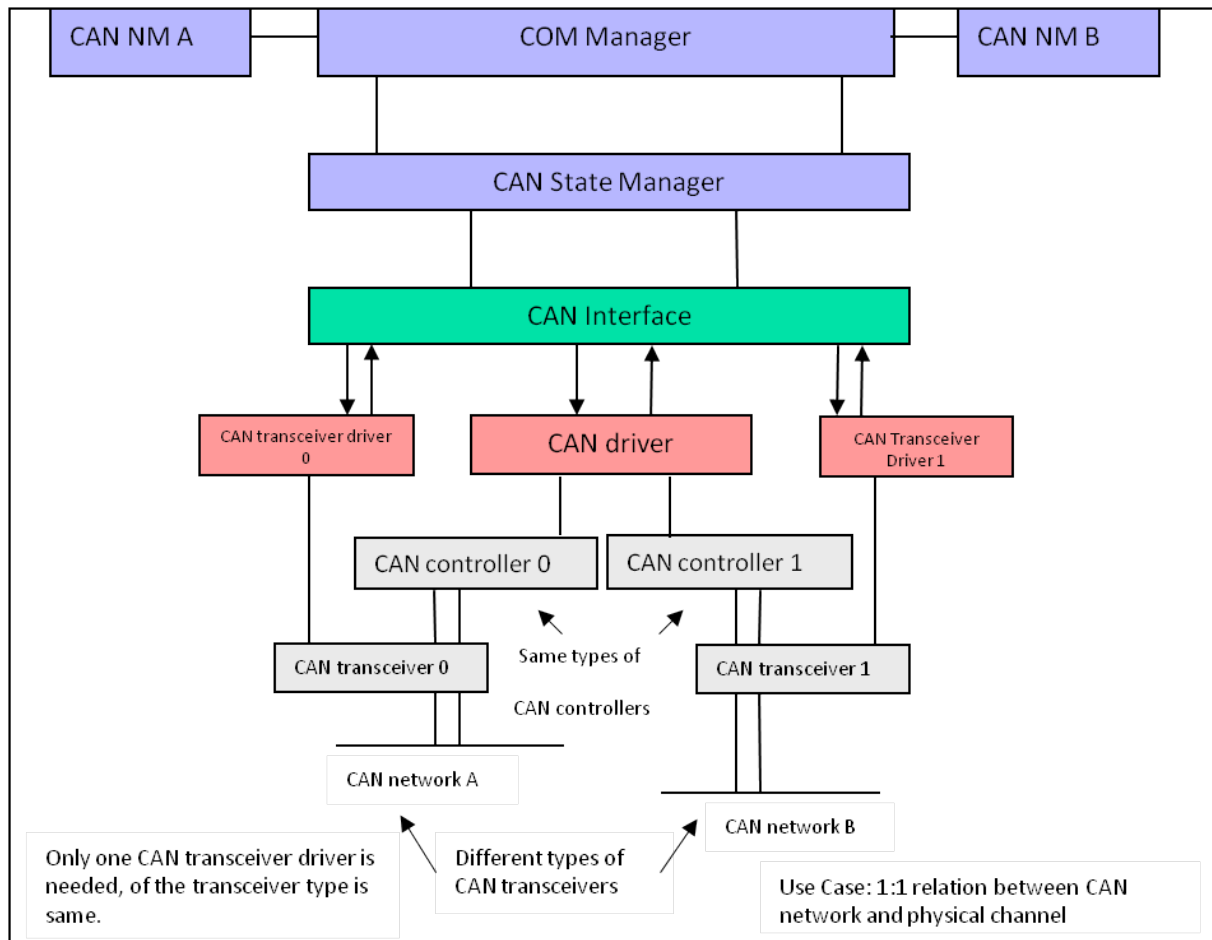 CAN NM A
COM Manager
CAN NM B
CAN State Manager
CAN Interface
CAN transceiver driver
0
CAN driver
CAN Transceiver
Driver 1
CAN controller 0
CAN controller 1
CAN transceiver 0
Same types of
CAN controllers
CAN transceiver 1
CAN network A
CAN network B
Only one CAN transceiver driver is
needed, of the transceiver type is
same.
Different types of
CAN transceivers
Use Case: 1:1 relation between CAN
network and physical channel